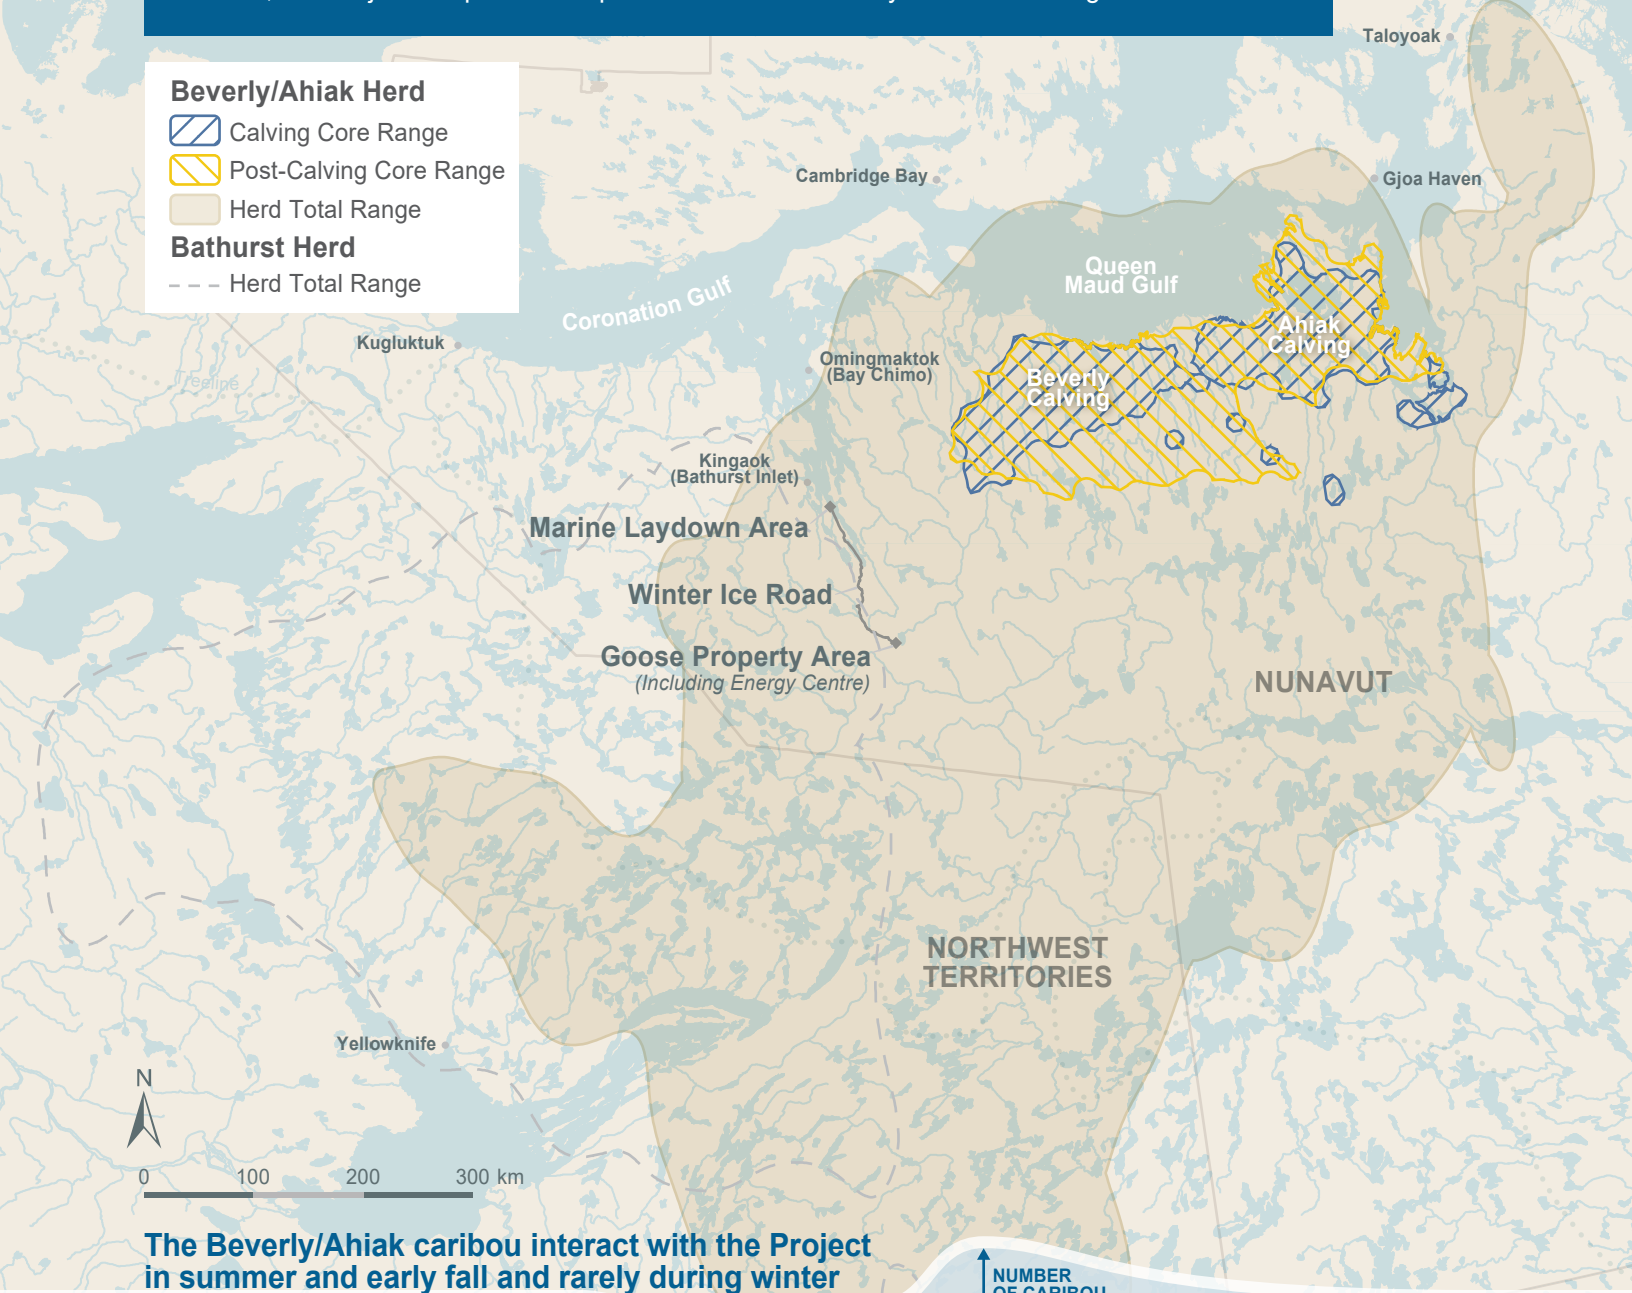 Taloyoak
Beverly/Ahiak Herd
Calving Core Range
Post-Calving Core Range
Herd Total Range
Bathurst Herd
Herd Total Range
Cambridge Bay
Gjoa Haven
Queen
Maud Gulf
Coronation Gulf
Kugluktuk
Ahiak
Calving
Omingmaktok
(Bay Chimo)
Treeline
Beverly
Calving
Kingaok
(Bathurst Inlet)
Marine Laydown Area
Winter Ice Road
Goose Property Area
(Including Energy Centre)
NUNAVUT
NORTHWEST
TERRITORIES
Yellowknife
N
0 100 200 300 km
The Beverly/Ahiak caribou interact with the Project
in summer and early fall and rarely during winter
NUMBER
OF CARIBOU